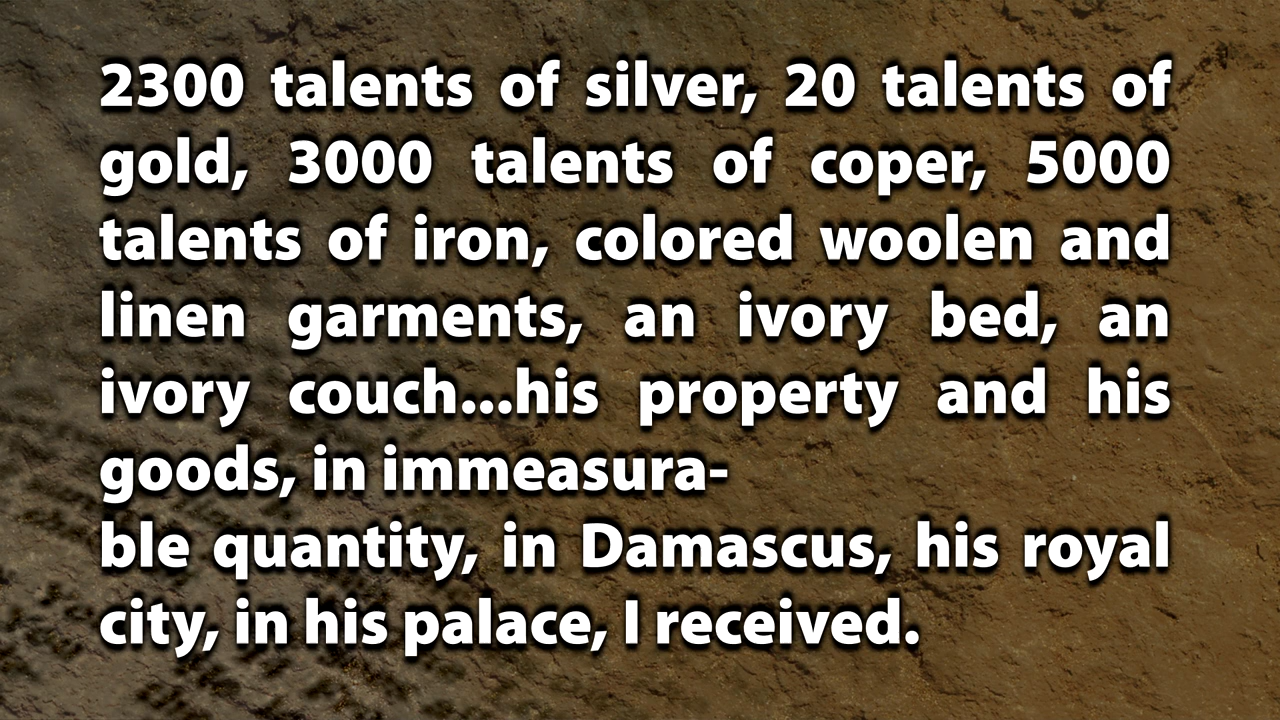 2300 talents of silver, 20 talents of
gold, 3000 talents of coper, 5000
talents of iron, colored woolen and
linen garments, an ivory bed, an
ivory couch...his property and his
goods, in immeasura-
ble quantity, in Damascus, his royal
city, in his palace, I received.